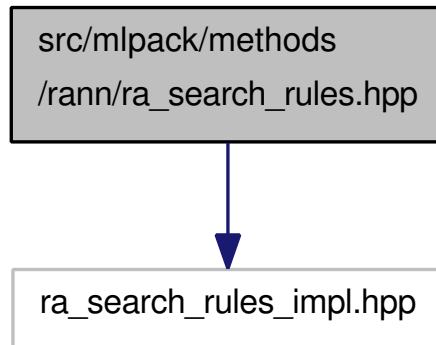 src/mlpack/methods
/rann/ra_search_rules.hpp
ra_search_rules_impl.hpp